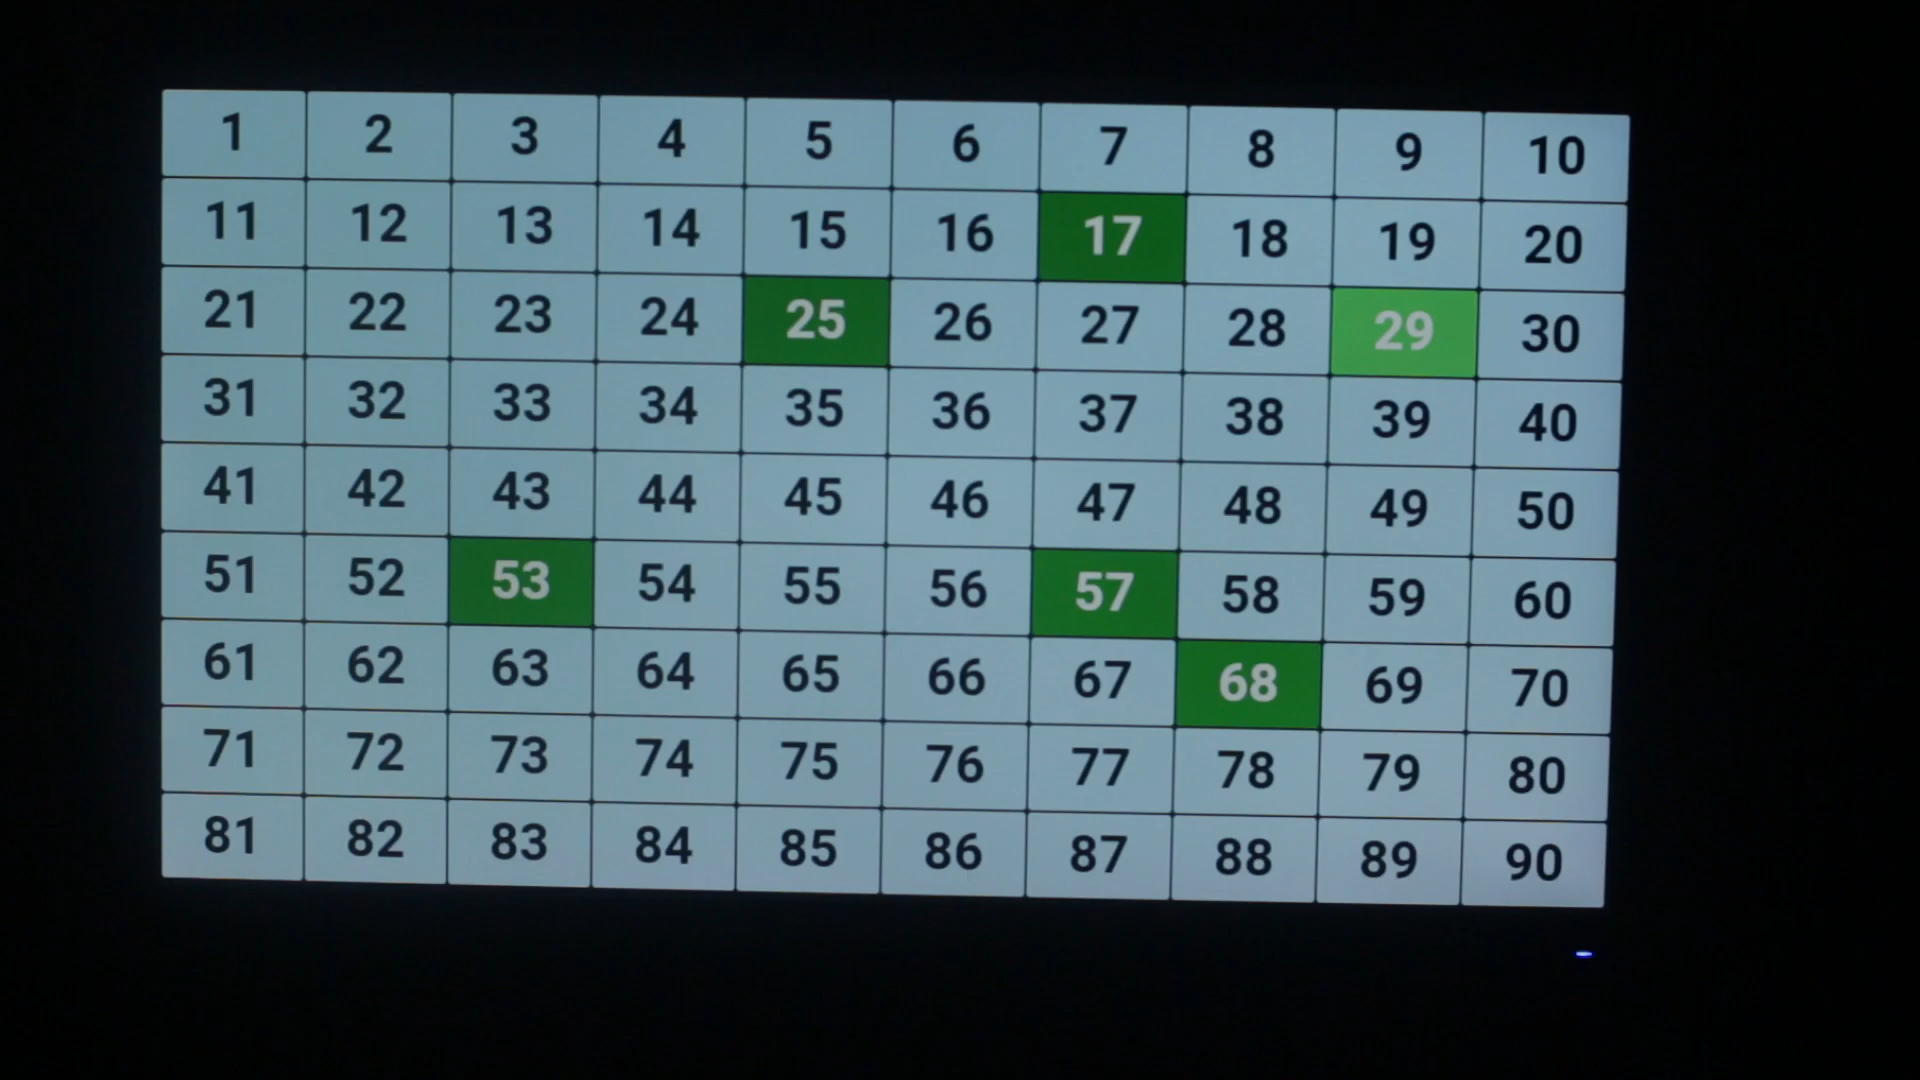 1 2 3 4 5 6 7 8 9 10
11 12 13 14 15 16 17 18 19 20
21 22 23 24 25 26 27 28 29 30
31 32 33 34 35 36 37 38 39 40
41 42 43 44 45 46 47 48 49 50
51 52 53 54 55 56 57 58 59 60
61 62 63 64 65 66 67 68 69 70
71 72 73 74 75 76 77 78 79 80
81 82 83 84 85 86 87 88 89 90